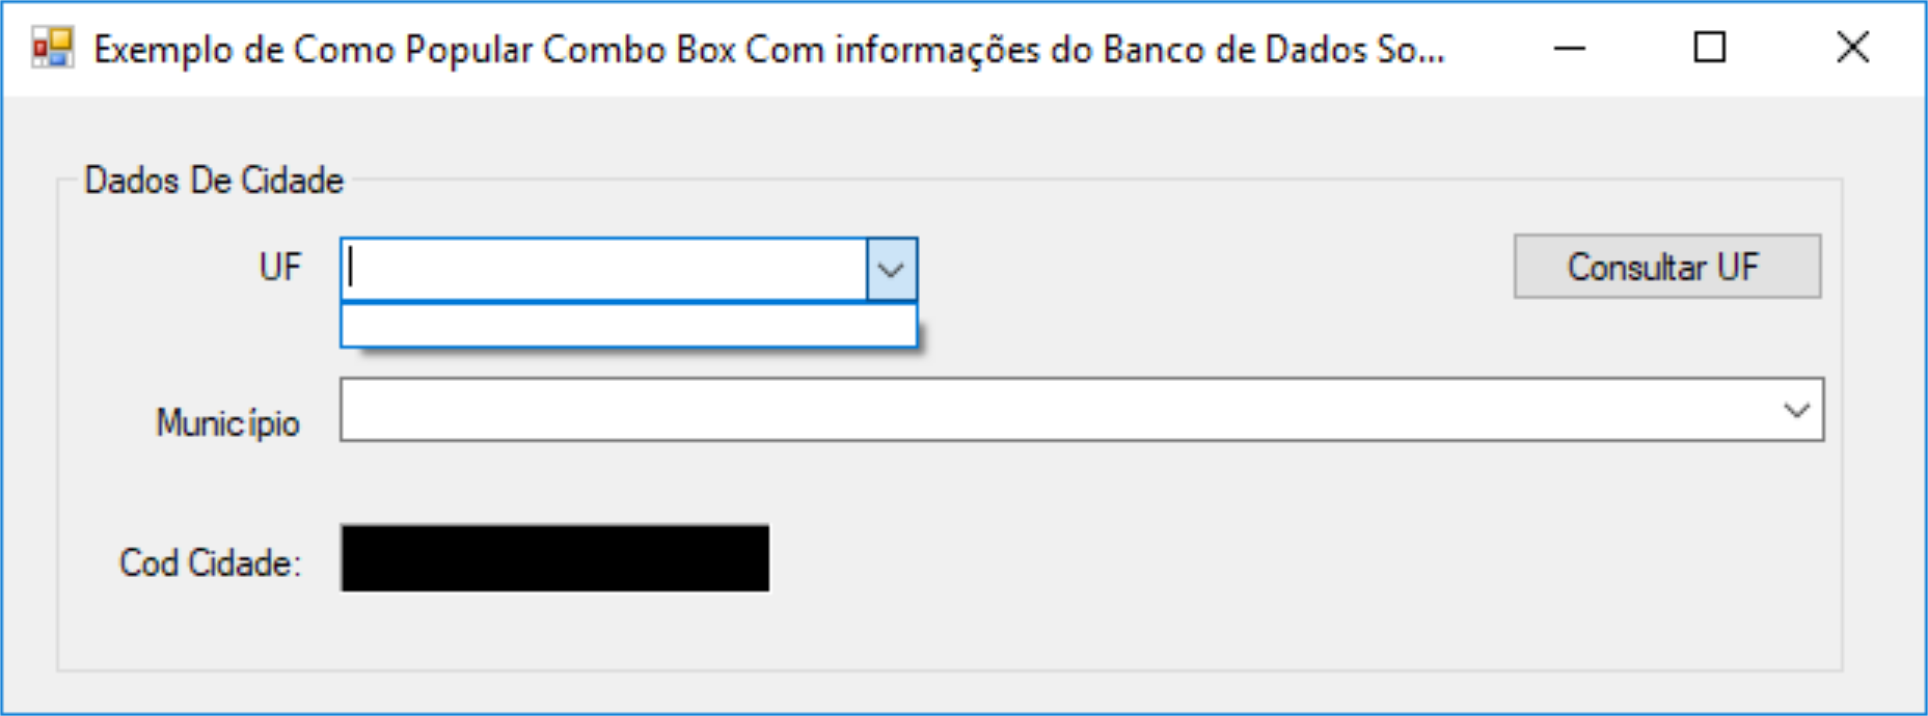 Exemplo de Como Popular Combo Box Com informações do Banco de Dados So...
Dados De Cidade
UF
Consultar UF
Município
Cod Cidade: